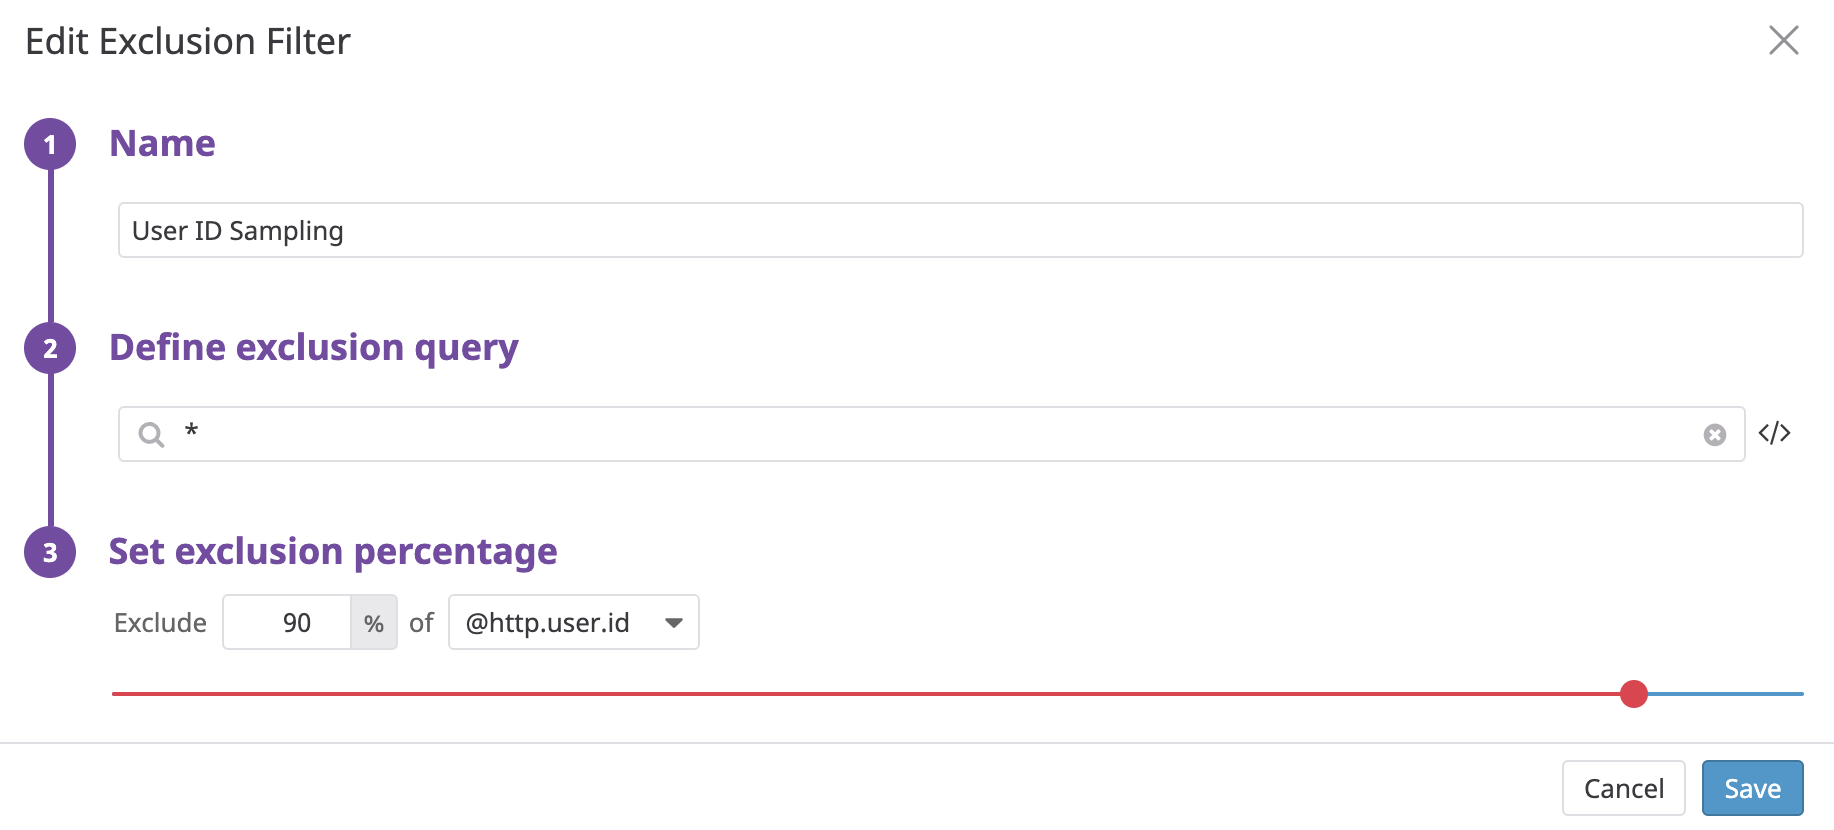 Edit Exclusion Filter
1 Name
User ID Sampling
2 Define exclusion query
* </>
3 Set exclusion percentage
Exclude 90 % of @http.user.id
Cancel Save